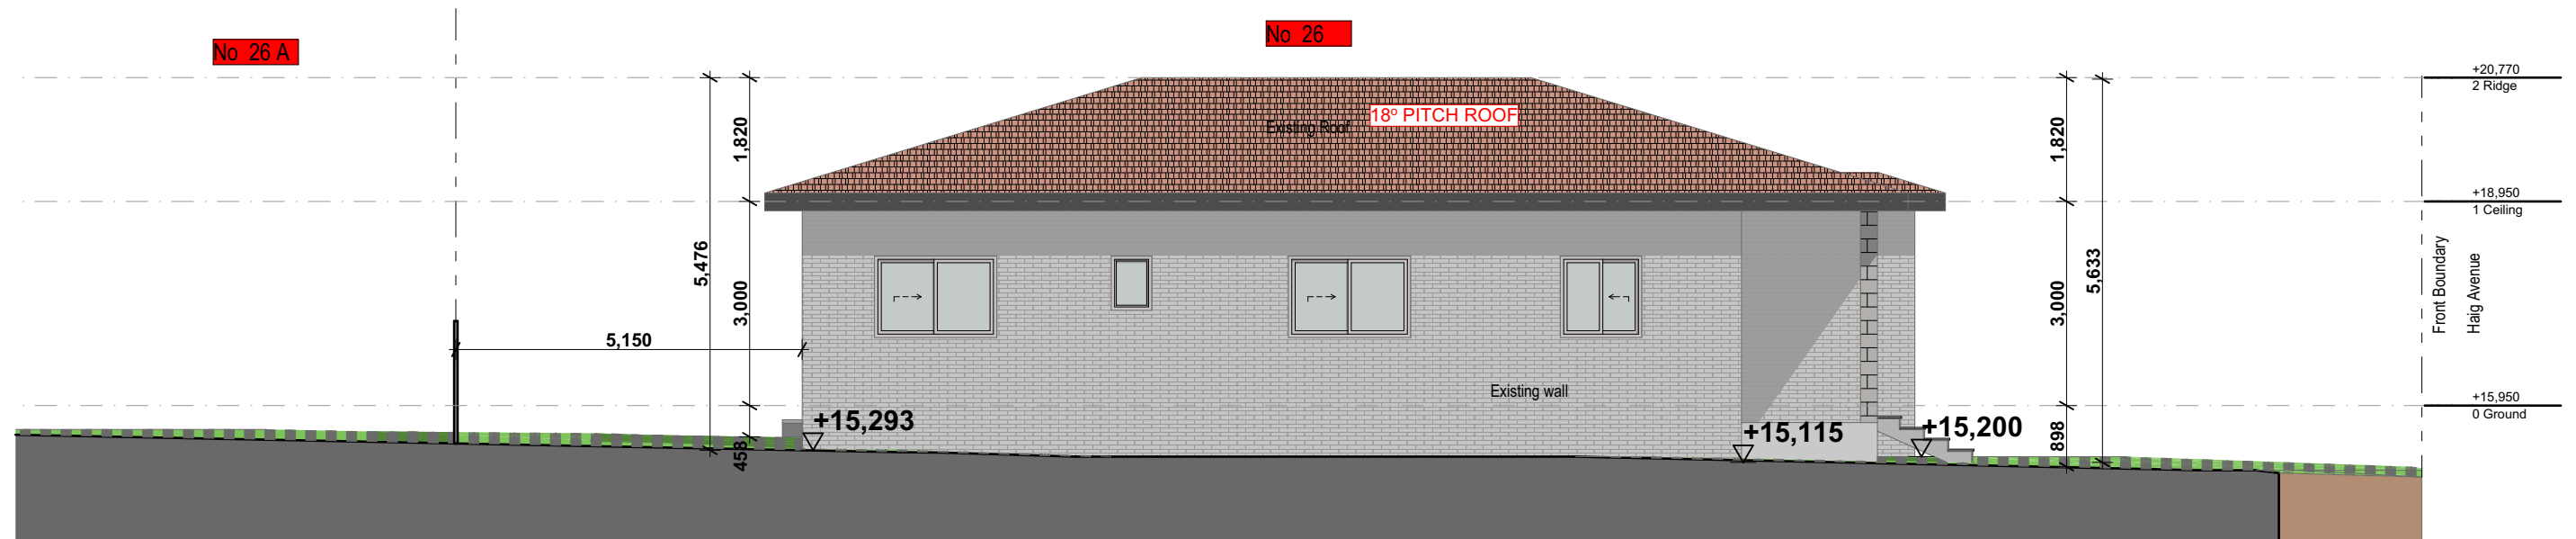 No 26 A
No 26
+20,770
2 Ridge
18º PITCH ROOF
Existing Roof
1,820
1,820
+18,950
1 Ceiling
5,476
3,000
5,150
3,000
5,633
Front Boundary
Haig Avenue
Existing wall
+15,950
0 Ground
+15,293
+15,115
+15,200
458
898